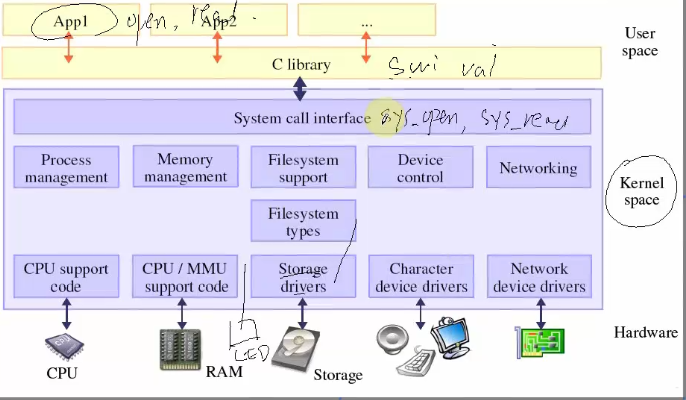 App1
open, read.
App2
...
User
space
C library
swi val
System call interface
sys_open, sys_read
Process
management
Memory
management
Filesystem
support
Device
control
Networking
Kernel
space
Filesystem
types
CPU support
code
CPU / MMU
support code
Storage
drivers
Character
device drivers
Network
device drivers
Hardware
LED
CPU
RAM
Storage